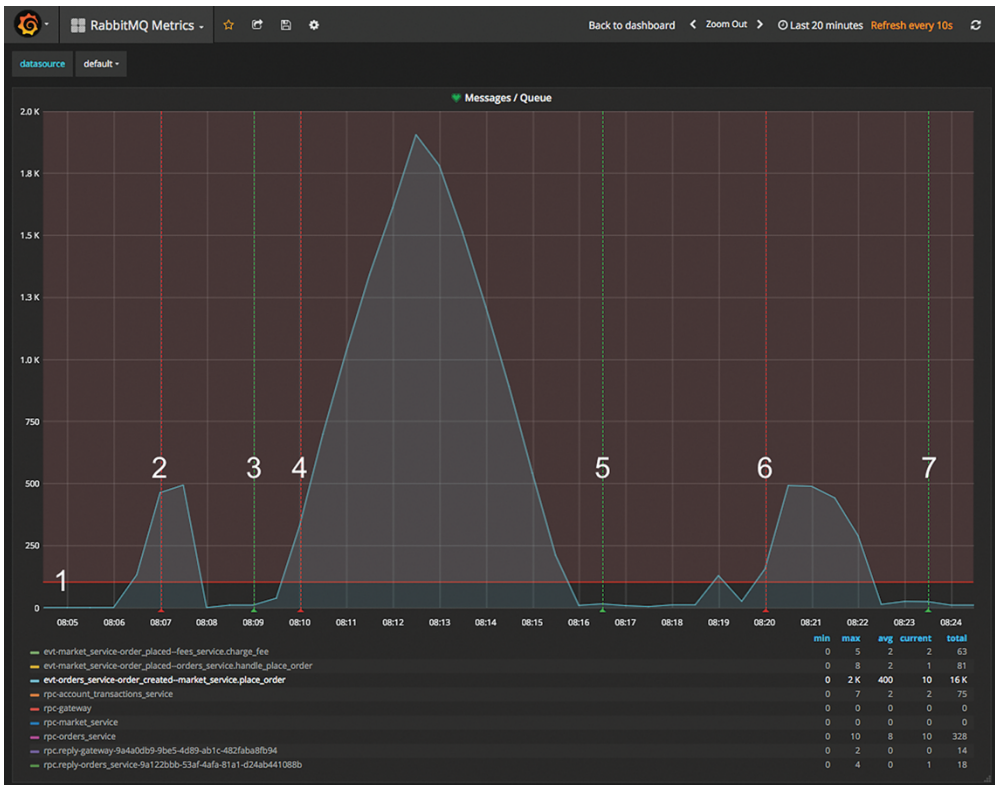 RabbitMQ Metrics
Back to dashboard Zoom Out Last 20 minutes Refresh every 10s
datasource default
Messages / Queue
2.0 K
1.8 K
1.5 K
1.3 K
1.0 K
750
2 3 4 5 6 7
500
250
1
0
08:05 08:06 08:07 08:08 08:09 08:10 08:11 08:12 08:13 08:14 08:15 08:16 08:17 08:18 08:19 08:20 08:21 08:22 08:23 08:24
min max avg current total
evt-market_service-order_placed--fees_service.charge_fee 0 5 2 2 63
evt-market_service-order_placed--orders_service.handle_place_order 0 8 2 1 81
evt-orders_service-order_created--market_service.place_order 0 2 K 400 10 16 K
rpc-account_transactions_service 0 7 2 2 75
rpc-gateway 0 0 0 0 0
rpc-market_service 0 0 0 0 0
rpc-orders_service 0 10 8 10 328
rpc.reply-gateway-9a4a0db9-9be5-4d89-ab1c-482faba8fb94 0 2 0 0 14
rpc.reply-orders_service-9a122bbb-53af-4afa-81a1-d24ab441088b 0 4 0 1 18